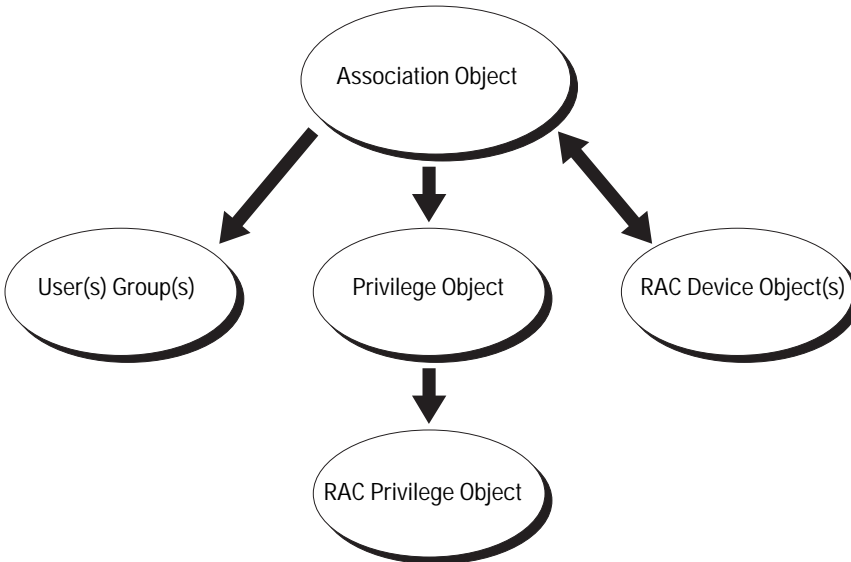 Association Object
User(s) Group(s)
Privilege Object
RAC Device Object(s)
RAC Privilege Object